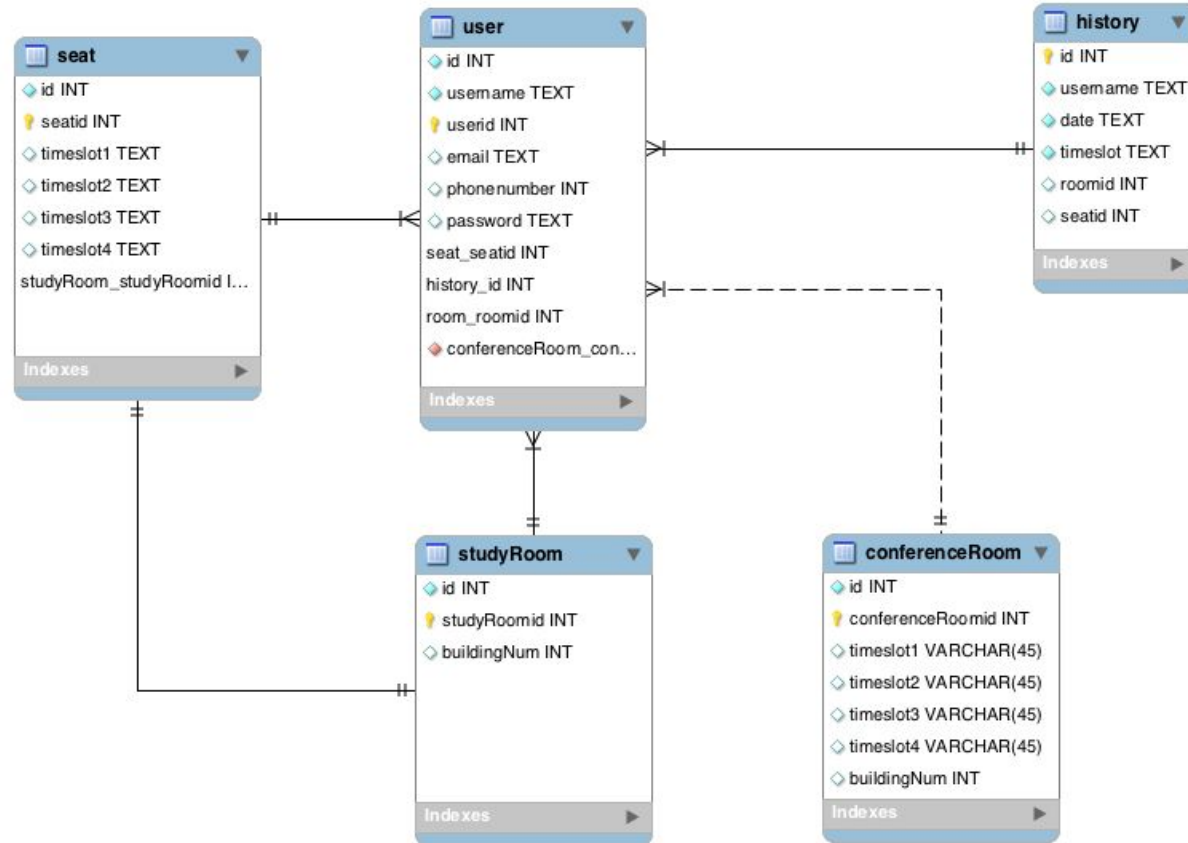 seat
id INT
seatid INT
timeslot1 TEXT
timeslot2 TEXT
timeslot3 TEXT
timeslot4 TEXT
studyRoom_studyRoomid I...
Indexes
user
id INT
username TEXT
userid INT
email TEXT
phonenumber INT
password TEXT
seat_seatid INT
history_id INT
room_roomid INT
conferenceRoom_con...
Indexes
history
id INT
username TEXT
date TEXT
timeslot TEXT
roomid INT
seatid INT
Indexes
studyRoom
id INT
studyRoomid INT
buildingNum INT
Indexes
conferenceRoom
id INT
conferenceRoomid INT
timeslot1 VARCHAR(45)
timeslot2 VARCHAR(45)
timeslot3 VARCHAR(45)
timeslot4 VARCHAR(45)
buildingNum INT
Indexes